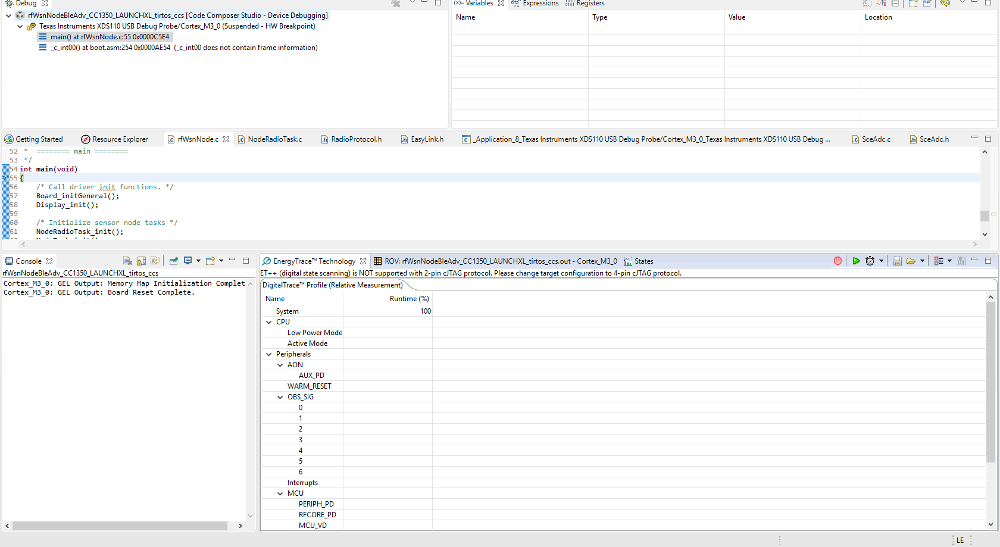 Debug
rfWsnNodeBleAdv_CC1350_LAUNCHXL_tirtos_ccs [Code Composer Studio - Device Debugging]
Texas Instruments XDS110 USB Debug Probe/Cortex_M3_0 (Suspended - HW Breakpoint)
main() at rfWsnNode.c:55 0x0000C5E4
_c_int00() at boot.asm:254 0x0000AE54 (_c_int00 does not contain frame information)
(x)= Variables Expressions 1010 0101 Registers
Name Type Value Location
Getting Started Resource Explorer rfWsnNode.c NodeRadioTask.c RadioProtocol.h EasyLink.h _Application_8_Texas Instruments XDS110 USB Debug Probe/Cortex_M3_0_Texas Instruments XDS110 USB Debug ... SceAdc.c SceAdc.h
52 * ======== main ========
53 */
54 int main(void)
55 {
56 /* Call driver init functions. */
57 Board_initGeneral();
58 Display_init();
59
60 /* Initialize sensor node tasks */
61 NodeRadioTask_init();
Console
rfWsnNodeBleAdv_CC1350_LAUNCHXL_tirtos_ccs
Cortex_M3_0: GEL Output: Memory Map Initialization Complet
Cortex_M3_0: GEL Output: Board Reset Complete.
EnergyTrace™ Technology ROV: rfWsnNodeBleAdv_CC1350_LAUNCHXL_tirtos_ccs.out - Cortex_M3_0 States
ET++ (digital state scanning) is NOT supported with 2-pin cJTAG protocol. Please change target configuration to 4-pin cJTAG protocol.
DigitalTrace™ Profile (Relative Measurement)
Name Runtime (%)
System 100
CPU
Low Power Mode
Active Mode
Peripherals
AON
AUX_PD
WARM_RESET
OBS_SIG
0
1
2
3
4
5
6
Interrupts
MCU
PERIPH_PD
RFCORE_PD
MCU_VD
LE